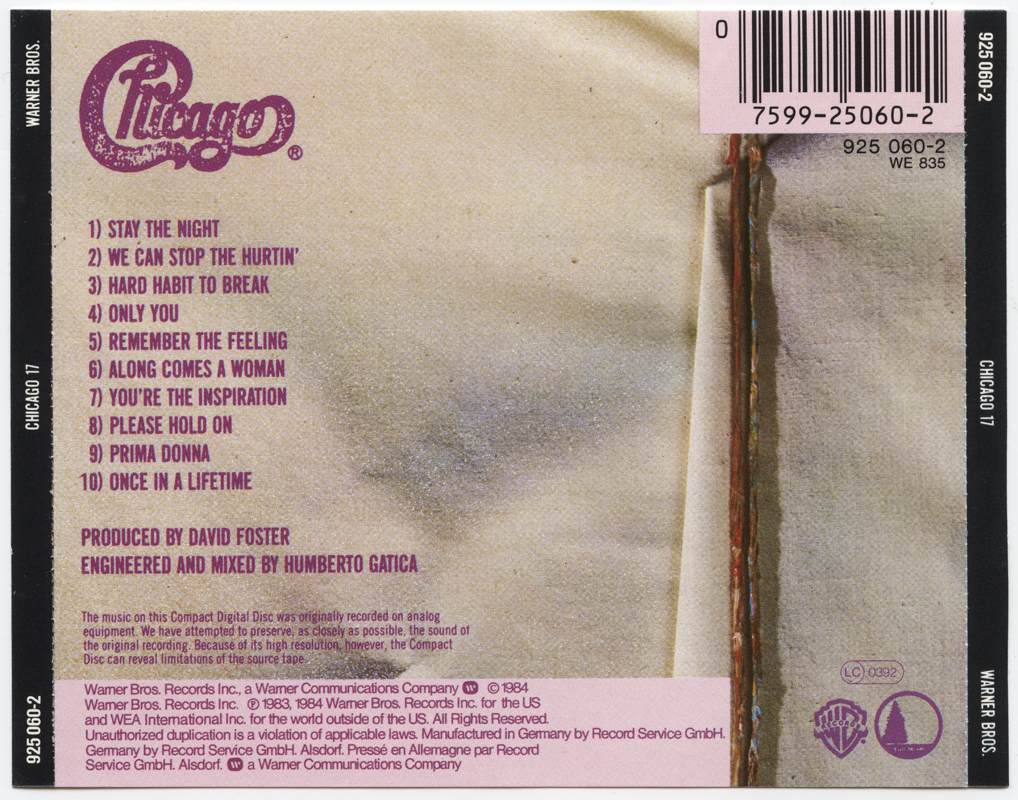 WARNER BROS.
CHICAGO 17
925 060-2
Chicago®
0
7599-25060-2
925 060-2
WE 835
1) STAY THE NIGHT
2) WE CAN STOP THE HURTIN'
3) HARD HABIT TO BREAK
4) ONLY YOU
5) REMEMBER THE FEELING
6) ALONG COMES A WOMAN
7) YOU'RE THE INSPIRATION
8) PLEASE HOLD ON
9) PRIMA DONNA
10) ONCE IN A LIFETIME
PRODUCED BY DAVID FOSTER
ENGINEERED AND MIXED BY HUMBERTO GATICA
The music on this Compact Digital Disc was originally recorded on analog
equipment. We have attempted to preserve, as closely as possible, the sound of
the original recording. Because of its high resolution, however, the Compact
Disc can reveal limitations of the source tape.
Warner Bros. Records Inc., a Warner Communications Company © 1984
Warner Bros. Records Inc. ℗ 1983, 1984 Warner Bros. Records Inc. for the US
and WEA International Inc. for the world outside of the US. All Rights Reserved.
Unauthorized duplication is a violation of applicable laws. Manufactured in Germany by Record Service GmbH.
Germany by Record Service GmbH. Alsdorf. Pressé en Allemagne par Record
Service GmbH. Alsdorf. a Warner Communications Company
LC 0392
RECORDS
Full Moon
925 060-2
CHICAGO 17
WARNER BROS.